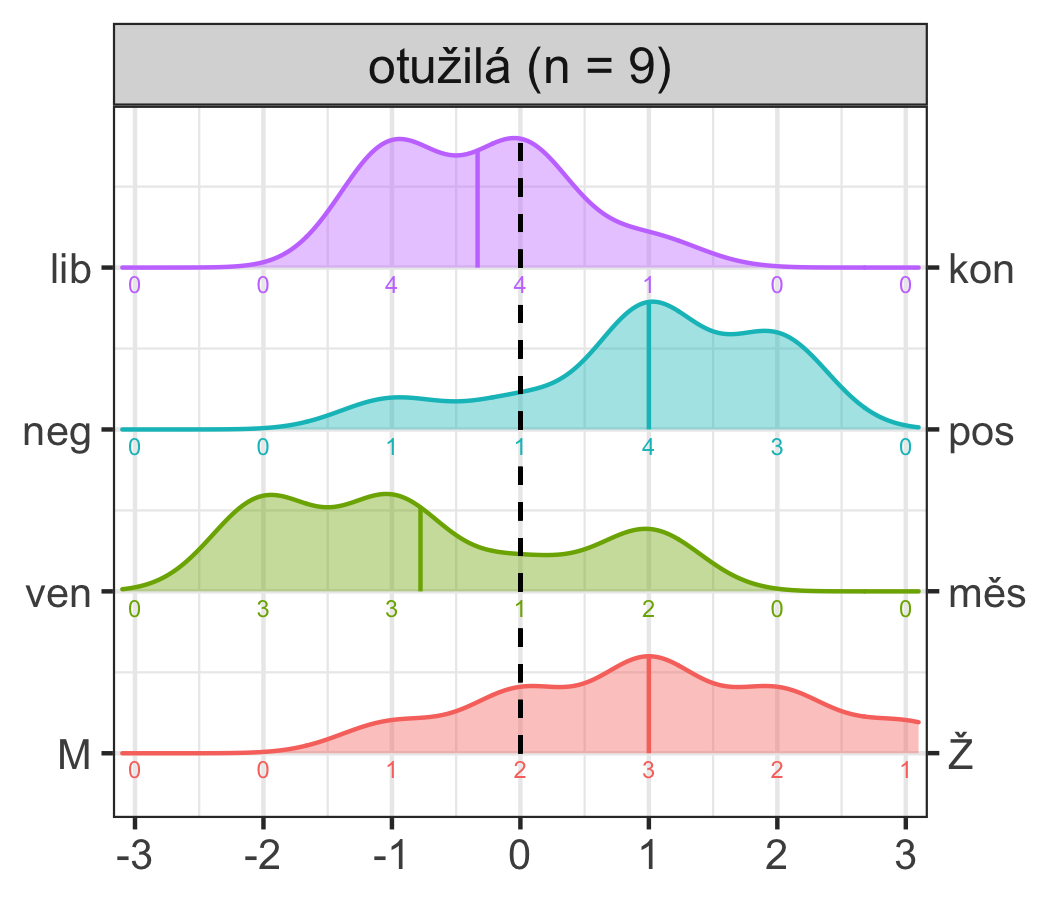 otužilá (n = 9)
lib kon
0 0 4 4 1 0 0
neg pos
0 0 1 1 4 3 0
ven měs
0 3 3 1 2 0 0
M Ž
0 0 1 2 3 2 1
-3 -2 -1 0 1 2 3